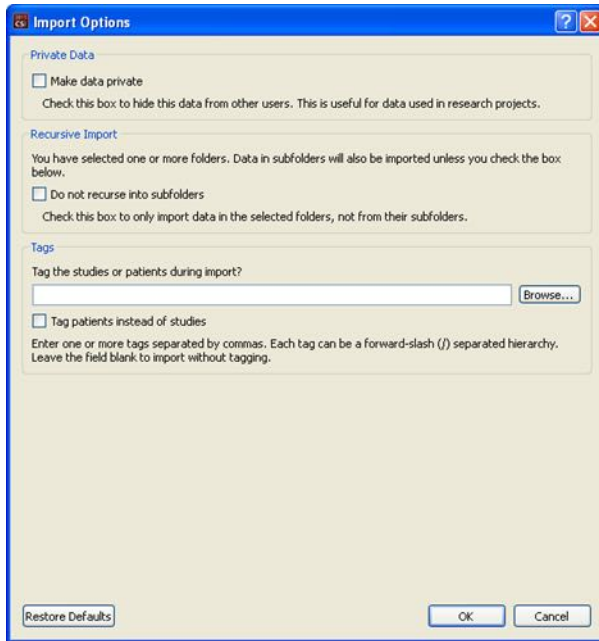 Import Options
Private Data
Make data private
Check this box to hide this data from other users. This is useful for data used in research projects.
Recursive Import
You have selected one or more folders. Data in subfolders will also be imported unless you check the box
below.
Do not recurse into subfolders
Check this box to only import data in the selected folders, not from their subfolders.
Tags
Tag the studies or patients during import?
Browse...
Tag patients instead of studies
Enter one or more tags separated by commas. Each tag can be a forward-slash (/) separated hierarchy.
Leave the field blank to import without tagging.
Restore Defaults
OK
Cancel